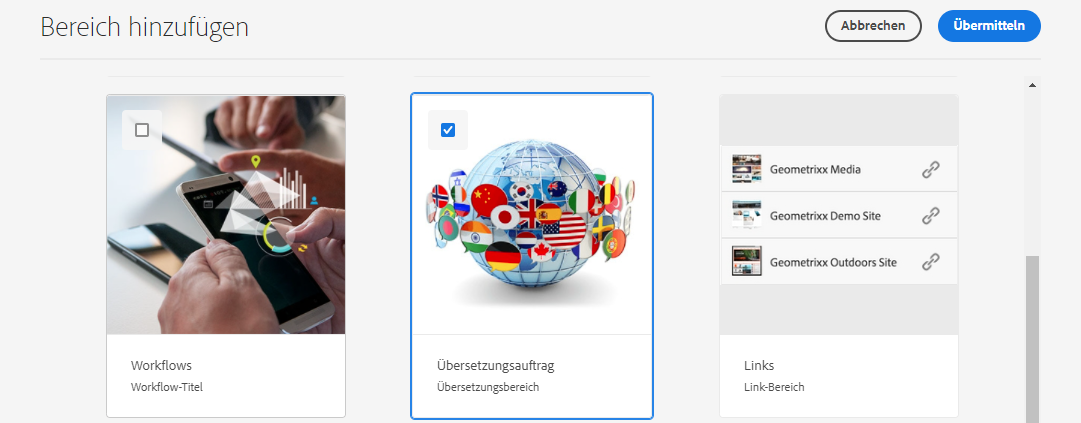 Bereich hinzufügen
Abbrechen
Übermitteln
Geometrixx Media
Geometrixx Demo Site
Geometrixx Outdoors Site
Workflows
Workflow-Titel
Übersetzungsauftrag
Übersetzungsbereich
Links
Link-Bereich